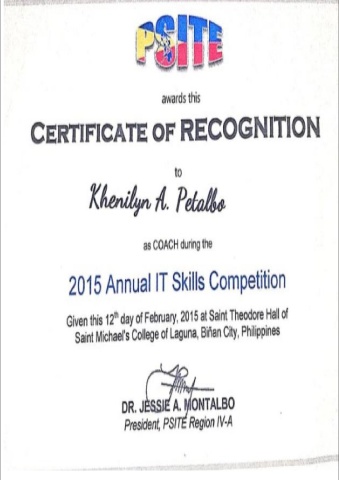 PSITE
awards this
CERTIFICATE OF RECOGNITION
to
Khenilyn A. Petalbo
as COACH during the
2015 Annual IT Skills Competition
Given this 12th day of February, 2015 at Saint Theodore Hall of
Saint Michael's College of Laguna, Biñan City, Philippines
DR. JESSIE A. MONTALBO
President, PSITE Region IV-A